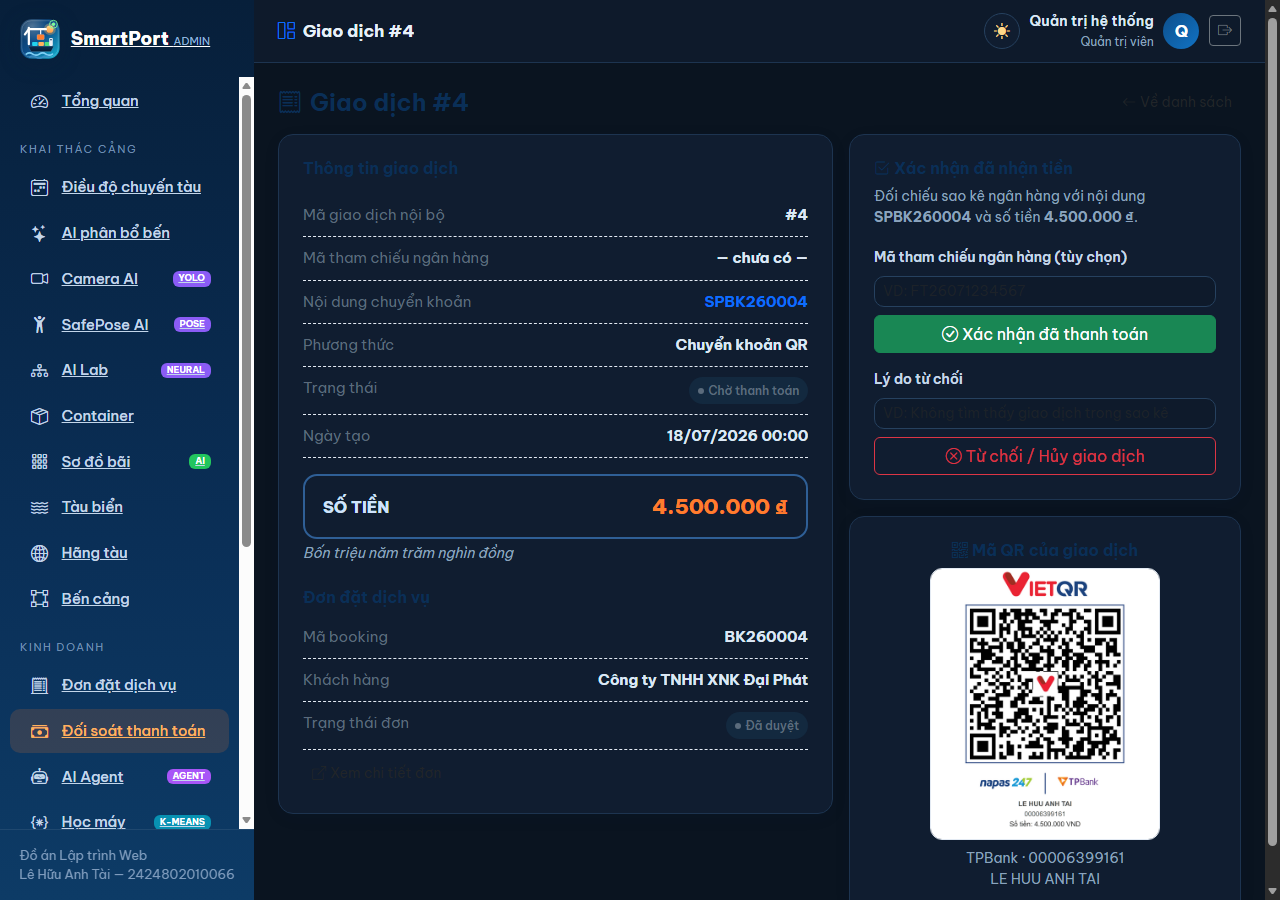 SmartPort ADMIN
Giao dịch #4
Quản trị hệ thống
Quản trị viên
Q
Tổng quan
KHAI THÁC CẢNG
Điều độ chuyến tàu
AI phân bổ bến
Camera AI YOLO
SafePose AI POSE
AI Lab NEURAL
Container
Sơ đồ bãi AI
Tàu biển
Hãng tàu
Bến cảng
KINH DOANH
Đơn đặt dịch vụ
Đối soát thanh toán
AI Agent AGENT
Học máy K-MEANS
Đồ án Lập trình Web
Lê Hữu Anh Tài — 2424802010066
Giao dịch #4
← Về danh sách
Thông tin giao dịch
Mã giao dịch nội bộ #4
Mã tham chiếu ngân hàng — chưa có —
Nội dung chuyển khoản SPBK260004
Phương thức Chuyển khoản QR
Trạng thái Chờ thanh toán
Ngày tạo 18/07/2026 00:00
SỐ TIỀN 4.500.000 ₫
Bốn triệu năm trăm nghìn đồng
Đơn đặt dịch vụ
Mã booking BK260004
Khách hàng Công ty TNHH XNK Đại Phát
Trạng thái đơn Đã duyệt
Xem chi tiết đơn
Xác nhận đã nhận tiền
Đối chiếu sao kê ngân hàng với nội dung
SPBK260004 và số tiền 4.500.000 ₫.
Mã tham chiếu ngân hàng (tùy chọn)
VD: FT26071234567
Xác nhận đã thanh toán
Lý do từ chối
VD: Không tìm thấy giao dịch trong sao kê
Từ chối / Hủy giao dịch
Mã QR của giao dịch
VIETQR
napas 247 TPBank
LE HUU ANH TAI
00006399161
Số tiền: 4.500.000 VND
TPBank · 00006399161
LE HUU ANH TAI